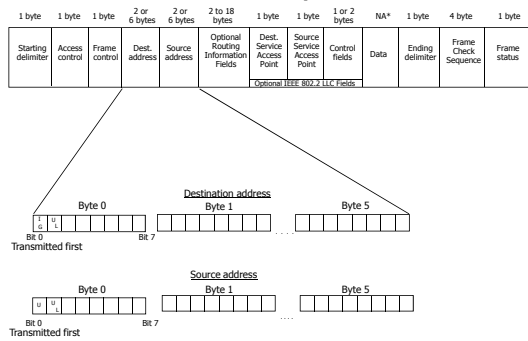 1 byte 1 byte 1 byte 2 or 6 bytes 2 or 6 bytes 2 to 18 bytes 1 byte 1 byte 1 or 2 bytes NA* 1 byte 4 byte 1 byte
Starting delimiter
Access control
Frame control
Dest. address
Source address
Optional Routing Information Fields
Dest. Service Access Point
Source Service Access Point
Control fields
Data
Ending delimiter
Frame Check Sequence
Frame status
Optional IEEE 802.2 LLC Fields
Destination address
Byte 0 Byte 1 Byte 5
I G U L
....
Bit 0 Bit 7
Transmitted first
Source address
Byte 0 Byte 1 Byte 5
U U L
....
Bit 0 Bit 7
Transmitted first